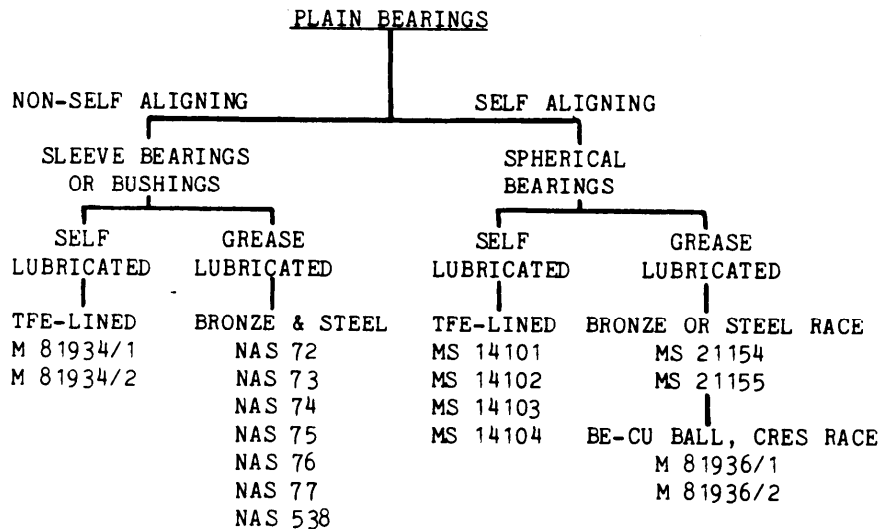 PLAIN BEARINGS
NON-SELF ALIGNING
SELF ALIGNING
SLEEVE BEARINGS
OR BUSHINGS
SPHERICAL
BEARINGS
SELF
LUBRICATED
GREASE
LUBRICATED
SELF
LUBRICATED
GREASE
LUBRICATED
TFE-LINED
M 81934/1
M 81934/2
BRONZE & STEEL
NAS 72
NAS 73
NAS 74
NAS 75
NAS 76
NAS 77
NAS 538
TFE-LINED
MS 14101
MS 14102
MS 14103
MS 14104
BRONZE OR STEEL RACE
MS 21154
MS 21155
BE-CU BALL, CRES RACE
M 81936/1
M 81936/2